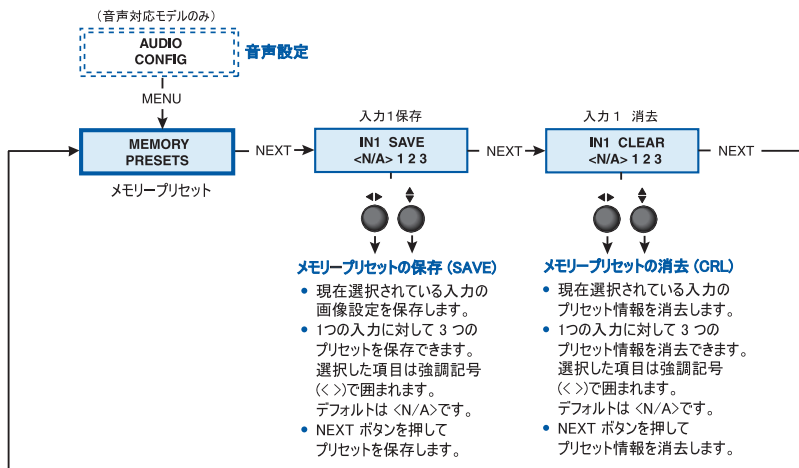 (音声対応モデルのみ)
AUDIO
CONFIG
音声設定
MENU
MEMORY
PRESETS
メモリープリセット
NEXT
入力1保存
IN1 SAVE
<N/A> 1 2 3
NEXT
入力1 消去
IN1 CLEAR
<N/A> 1 2 3
NEXT
メモリープリセットの保存 (SAVE)
• 現在選択されている入力の
画像設定を保存します。
• 1つの入力に対して 3 つの
プリセットを保存できます。
選択した項目は強調記号
(< >)で囲まれます。
デフォルトは <N/A>です。
• NEXT ボタンを押して
プリセットを保存します。
メモリープリセットの消去 (CRL)
• 現在選択されている入力の
プリセット情報を消去します。
• 1つの入力に対して 3 つの
プリセット情報を消去できます。
選択した項目は強調記号
(< >)で囲まれます。
デフォルトは <N/A>です。
• NEXT ボタンを押して
プリセット情報を消去します。